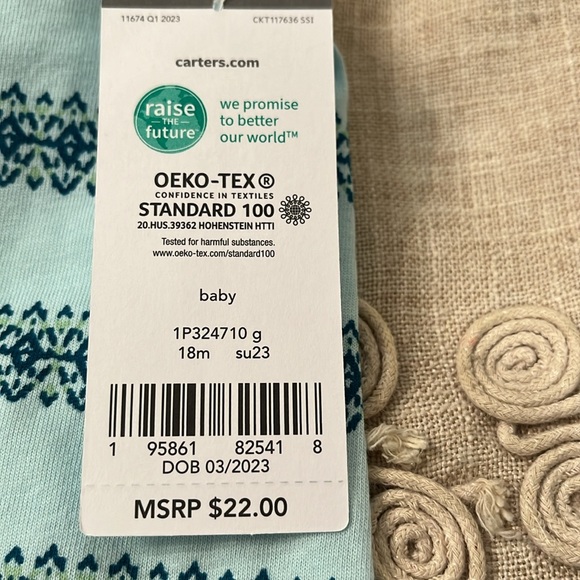 11674 Q1 2023 CKT117636 SSI
carters.com
raise
THE
future
we promise
to better
our world™
OEKO-TEX®
CONFIDENCE IN TEXTILES
STANDARD 100
20.HUS.39362 HOHENSTEIN HTTI
Tested for harmful substances.
www.oeko-tex.com/standard100
baby
1P324710 g
18m su23
1 95861 82541 8
DOB 03/2023
MSRP $22.00